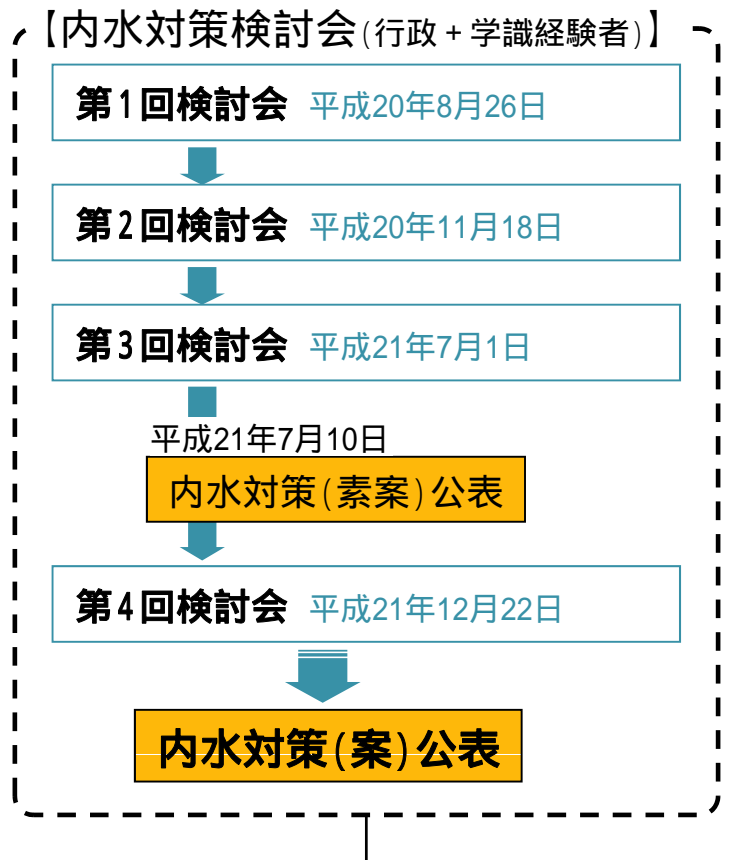 【内水対策検討会(行政+学識経験者)】
第1回検討会 平成20年8月26日
第2回検討会 平成20年11月18日
第3回検討会 平成21年7月1日
平成21年7月10日
内水対策(素案)公表
第4回検討会 平成21年12月22日
内水対策(案)公表